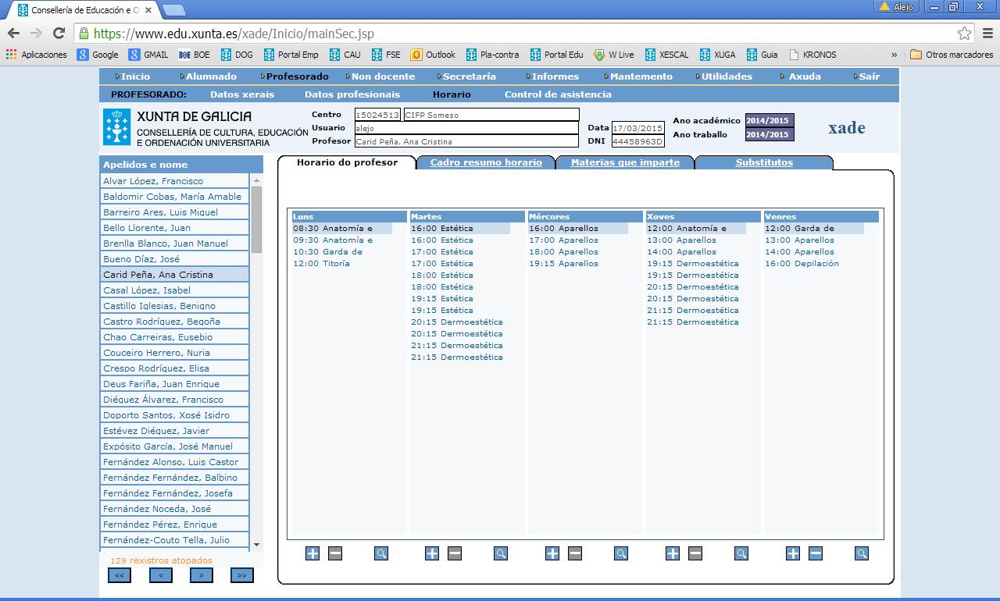 Consellería de Educación e O
Alejo
https://www.edu.xunta.es/xade/Inicio/mainSec.jsp
Aplicaciones Google GMAIL BOE DOG Portal Emp CAU FSE Outlook Pla-contra Portal Edu W Live XESCAL XUGA Guia KRONOS » Otros marcadores
Inicio Alumnado Profesorado Non docente Secretaría Informes Mantemento Utilidades Axuda Saír
PROFESORADO: Datos xerais Datos profesionais Horario Control de asistencia
XUNTA DE GALICIA
CONSELLERÍA DE CULTURA, EDUCACIÓN
E ORDENACIÓN UNIVERSITARIA
Centro 15024513 CIFP Someso
Usuario alejo
Profesor Carid Peña, Ana Cristina
Data 17/03/2015
DNI 44458963D
Ano académico 2014/2015
Ano traballo 2014/2015
xade
Apelidos e nome
Alvar López, Francisco
Baldomir Cobas, María Amable
Barreiro Ares, Luis Miguel
Bello Llorente, Juan
Brenlla Blanco, Juan Manuel
Bueno Díaz, José
Carid Peña, Ana Cristina
Casal López, Isabel
Castillo Iglesias, Benigno
Castro Rodríguez, Begoña
Chao Carreiras, Eusebio
Couceiro Herrero, Nuria
Crespo Rodríguez, Elisa
Deus Fariña, Juan Enrique
Diéguez Álvarez, Francisco
Doporto Santos, Xosé Isidro
Estévez Diéguez, Javier
Expósito García, José Manuel
Fernández Alonso, Luis Castor
Fernández Fernández, Balbino
Fernández Fernández, Josefa
Fernández Noceda, José
Fernández Pérez, Enrique
Fernández-Couto Tella, Julio
129 rexistros atopados
<< < > >>
Horario do profesor Cadro resumo horario Materias que imparte Substitutos
Luns
08:30 Anatomía e
09:30 Anatomía e
10:30 Garda de
12:00 Titoría
Martes
16:00 Estética
16:00 Estética
17:00 Estética
17:00 Estética
18:00 Estética
18:00 Estética
19:15 Estética
19:15 Estética
20:15 Dermoestética
20:15 Dermoestética
21:15 Dermoestética
21:15 Dermoestética
Mércores
16:00 Aparellos
17:00 Aparellos
18:00 Aparellos
19:15 Aparellos
Xoves
12:00 Anatomía e
13:00 Aparellos
14:00 Aparellos
19:15 Dermoestética
19:15 Dermoestética
20:15 Dermoestética
20:15 Dermoestética
21:15 Dermoestética
21:15 Dermoestética
Venres
12:00 Garda de
13:00 Aparellos
14:00 Aparellos
16:00 Depilación